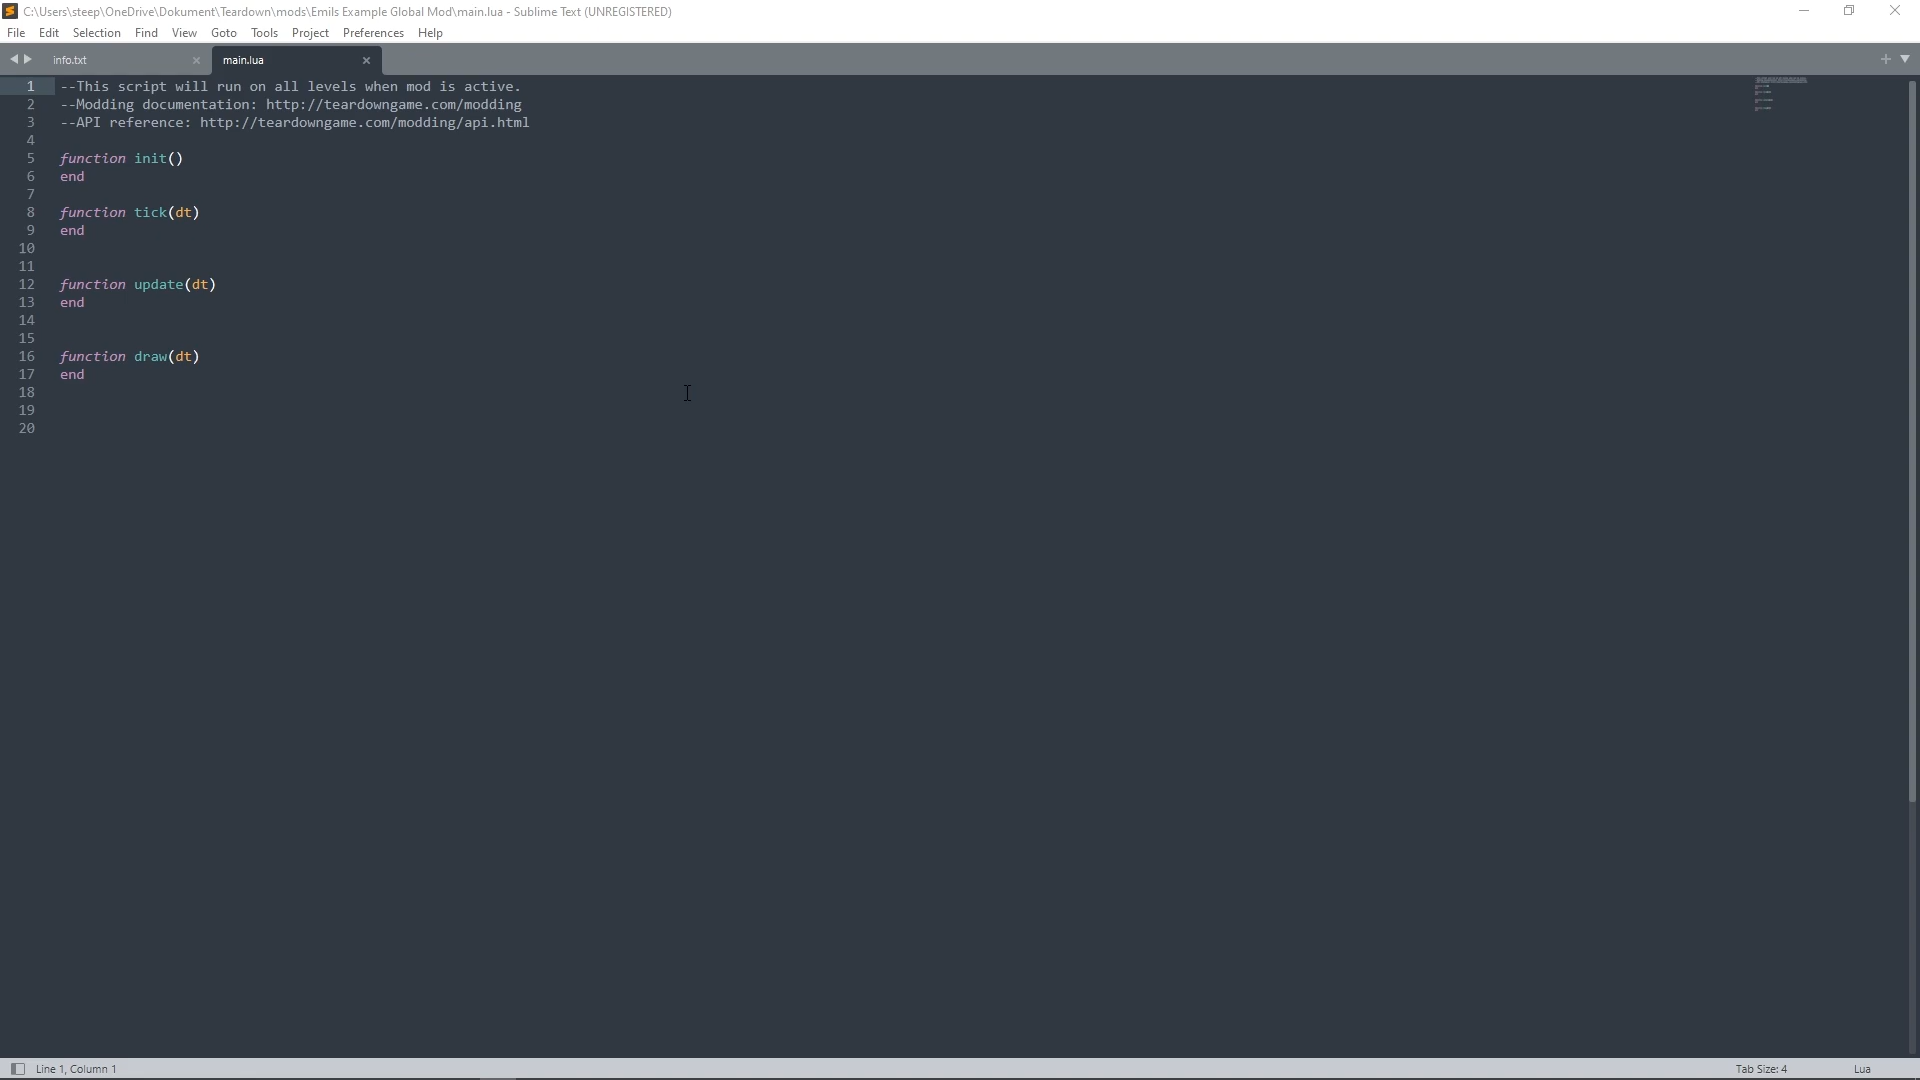 C:\Users\steep\OneDrive\Dokument\Teardown\mods\Emils Example Global Mod\main.lua - Sublime Text (UNREGISTERED)
File Edit Selection Find View Goto Tools Project Preferences Help
info.txt main.lua
1 --This script will run on all levels when mod is active.
2 --Modding documentation: http://teardowngame.com/modding
3 --API reference: http://teardowngame.com/modding/api.html
4
5 function init()
6 end
7
8 function tick(dt)
9 end
10
11
12 function update(dt)
13 end
14
15
16 function draw(dt)
17 end
18
19
20
Line 1, Column 1 Tab Size: 4 Lua